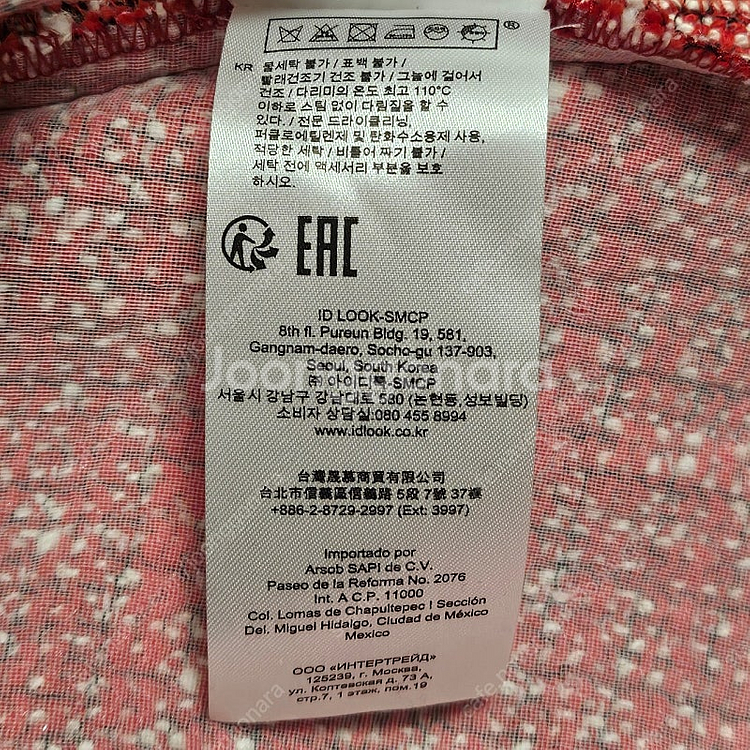 KR 물세탁 불가 / 표백 불가 /
빨래건조기 건조 불가 / 그늘에 걸어서
건조 / 다리미의 온도 최고 110°C
이하로 스팀 없이 다림질을 할 수
있다. / 전문 드라이클리닝,
퍼클로에틸렌제 및 탄화수소용제 사용,
적당한 세탁 / 비틀어 짜기 불가 /
세탁 전에 액세서리 부분을 보호
하시오.
EAC
ID LOOK-SMCP
8th fl. Pureun Bldg. 19, 581,
Gangnam-daero, Socho-gu 137-903,
Seoul, South Korea
㈜ 아이디룩-SMCP
서울시 강남구 강남대로 580 (논현동,성보빌딩)
소비자 상담실:080 455 8994
www.idlook.co.kr
台灣晟慕商貿有限公司
台北市信義區信義路 5段 7號 37樓
+886-2-8729-2997 (Ext: 3997)
Importado por
Arsob SAPI de C.V.
Paseo de la Reforma No. 2076
Int. A C.P. 11000
Col. Lomas de Chapultepec I Sección
Del. Miguel Hidalgo, Ciudad de México
Mexico
ООО «ИНТЕРТРЕЙД»
125239, г. Москва,
ул. Коптевская д. 73 А,
стр.7, 1 этаж, пом.19